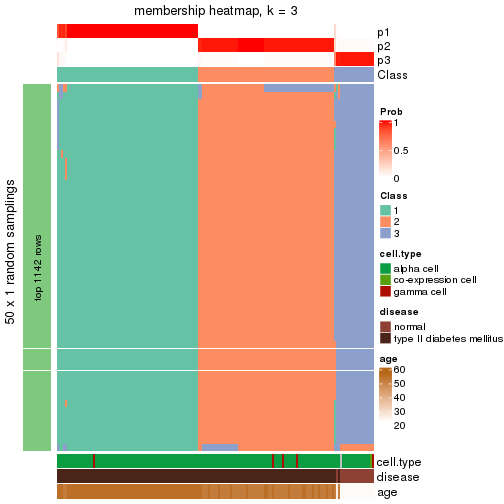 membership heatmap, k = 3
p1
p2
p3
Class
50 x 1 random samplings
top 1142 rows
Prob
1
0.5
0
Class
1
2
3
cell.type
alpha cell
co-expression cell
gamma cell
disease
normal
type II diabetes mellitus
age
60
50
40
30
20
cell.type
disease
age